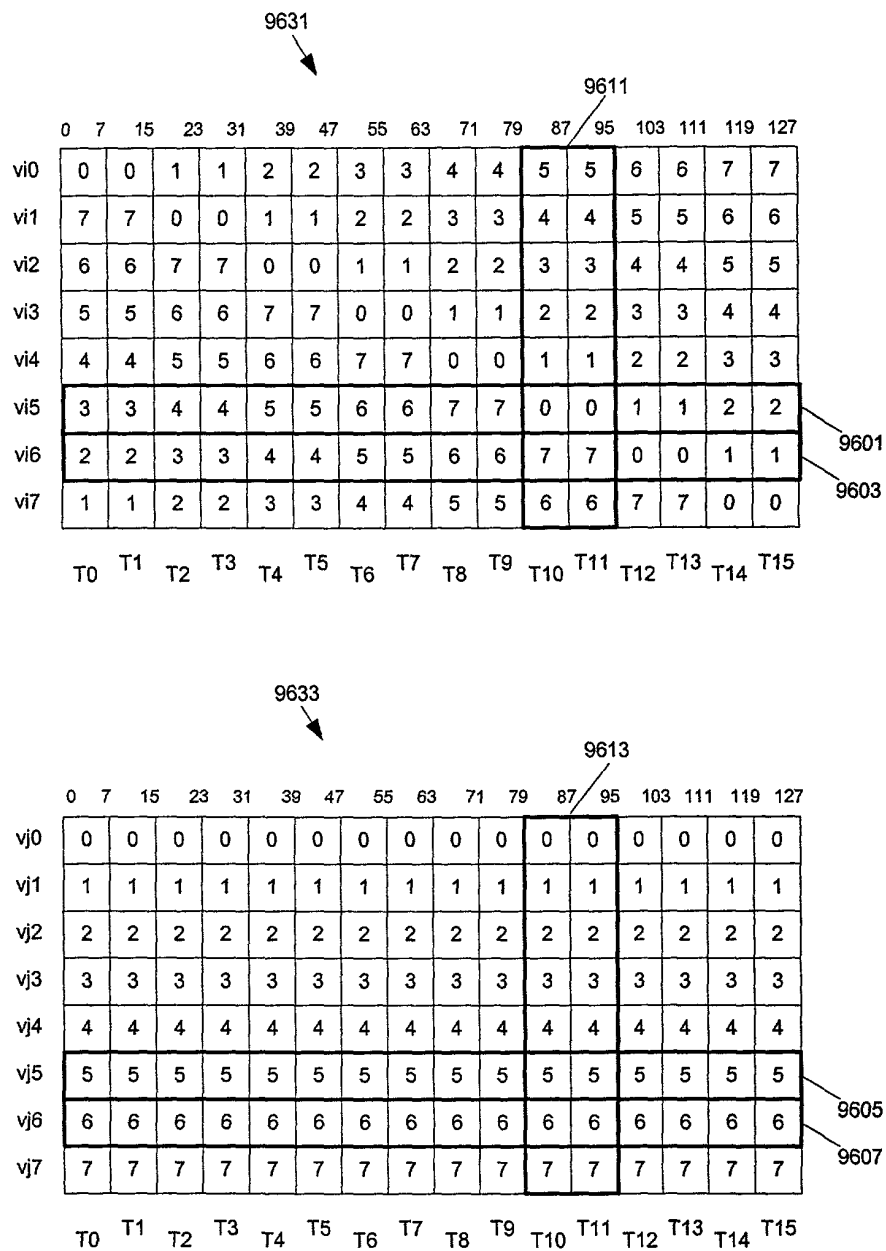 9631
9611
0 7 15 23 31 39 47 55 63 71 79 87 95 103 111 119 127
vi0 0 0 1 1 2 2 3 3 4 4 5 5 6 6 7 7
vi1 7 7 0 0 1 1 2 2 3 3 4 4 5 5 6 6
vi2 6 6 7 7 0 0 1 1 2 2 3 3 4 4 5 5
vi3 5 5 6 6 7 7 0 0 1 1 2 2 3 3 4 4
vi4 4 4 5 5 6 6 7 7 0 0 1 1 2 2 3 3
vi5 3 3 4 4 5 5 6 6 7 7 0 0 1 1 2 2
9601
vi6 2 2 3 3 4 4 5 5 6 6 7 7 0 0 1 1
9603
vi7 1 1 2 2 3 3 4 4 5 5 6 6 7 7 0 0
T0 T1 T2 T3 T4 T5 T6 T7 T8 T9 T10 T11 T12 T13 T14 T15
9633
9613
0 7 15 23 31 39 47 55 63 71 79 87 95 103 111 119 127
vj0 0 0 0 0 0 0 0 0 0 0 0 0 0 0 0 0
vj1 1 1 1 1 1 1 1 1 1 1 1 1 1 1 1 1
vj2 2 2 2 2 2 2 2 2 2 2 2 2 2 2 2 2
vj3 3 3 3 3 3 3 3 3 3 3 3 3 3 3 3 3
vj4 4 4 4 4 4 4 4 4 4 4 4 4 4 4 4 4
vj5 5 5 5 5 5 5 5 5 5 5 5 5 5 5 5 5
9605
vj6 6 6 6 6 6 6 6 6 6 6 6 6 6 6 6 6
9607
vj7 7 7 7 7 7 7 7 7 7 7 7 7 7 7 7 7
T0 T1 T2 T3 T4 T5 T6 T7 T8 T9 T10 T11 T12 T13 T14 T15